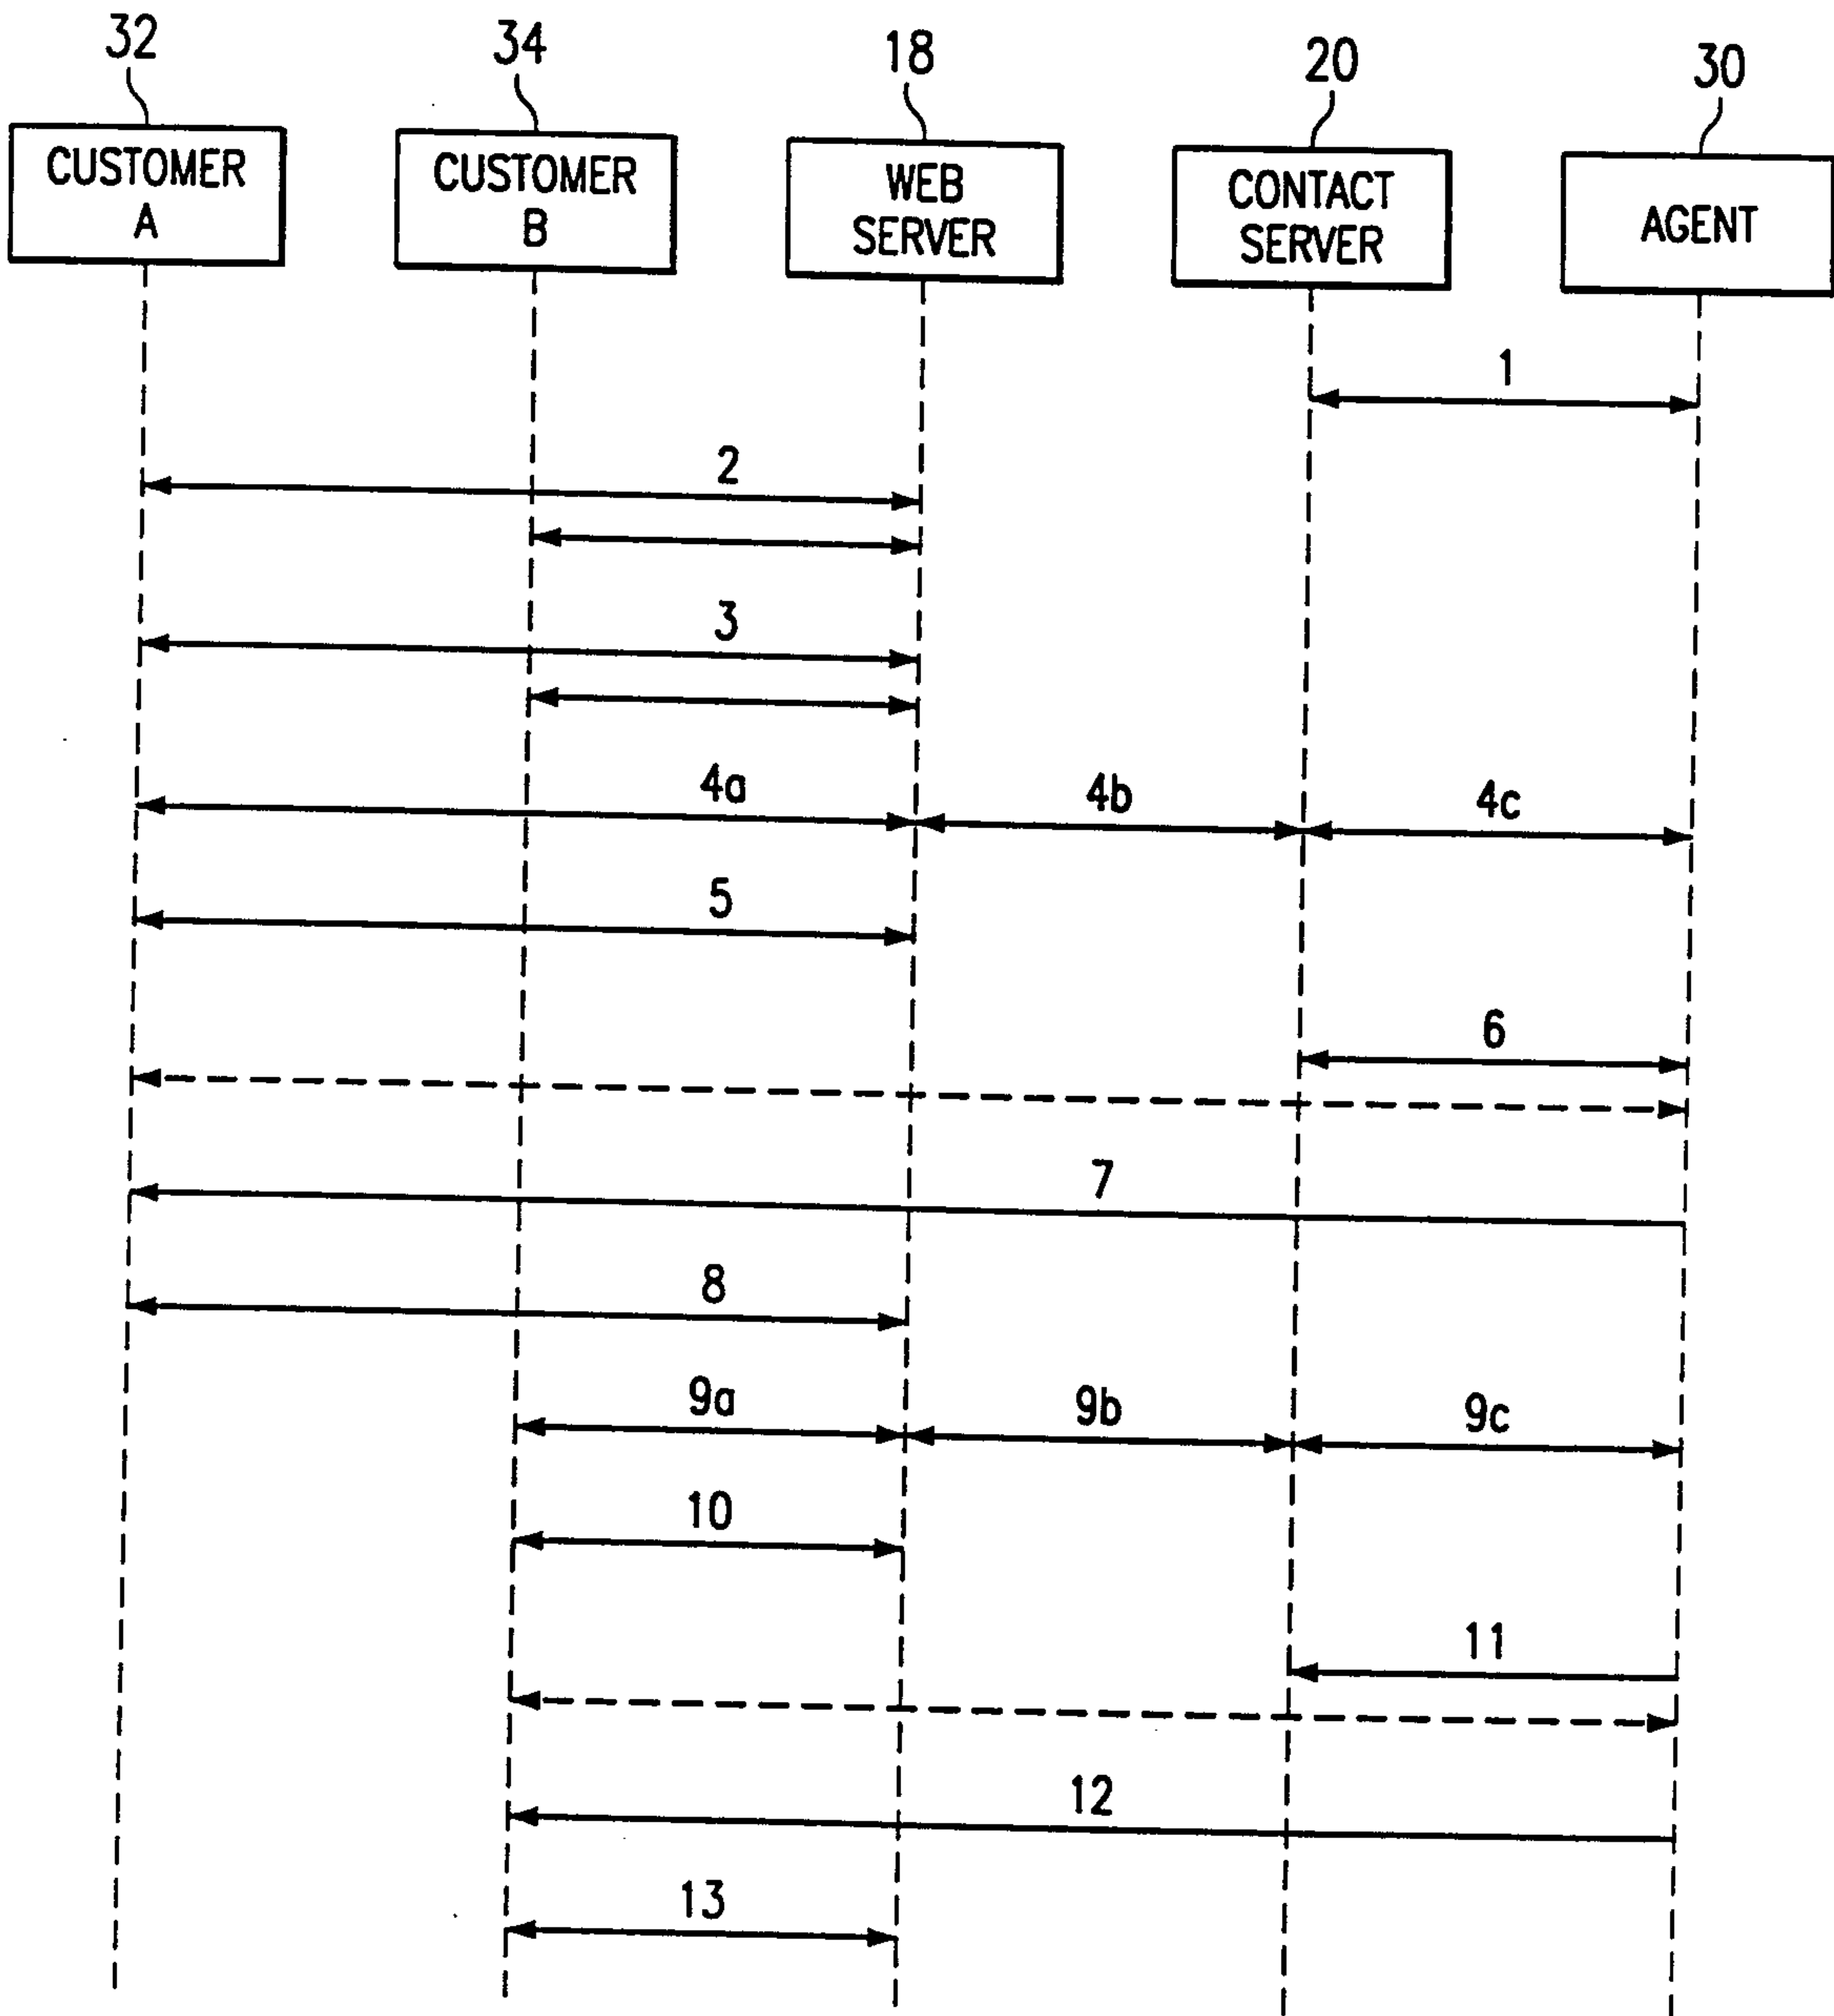 32
34
18
20
30
CUSTOMER
A
CUSTOMER
B
WEB
SERVER
CONTACT
SERVER
AGENT
1
2
3
4a
4b
4c
5
6
7
8
9a
9b
9c
10
11
12
13